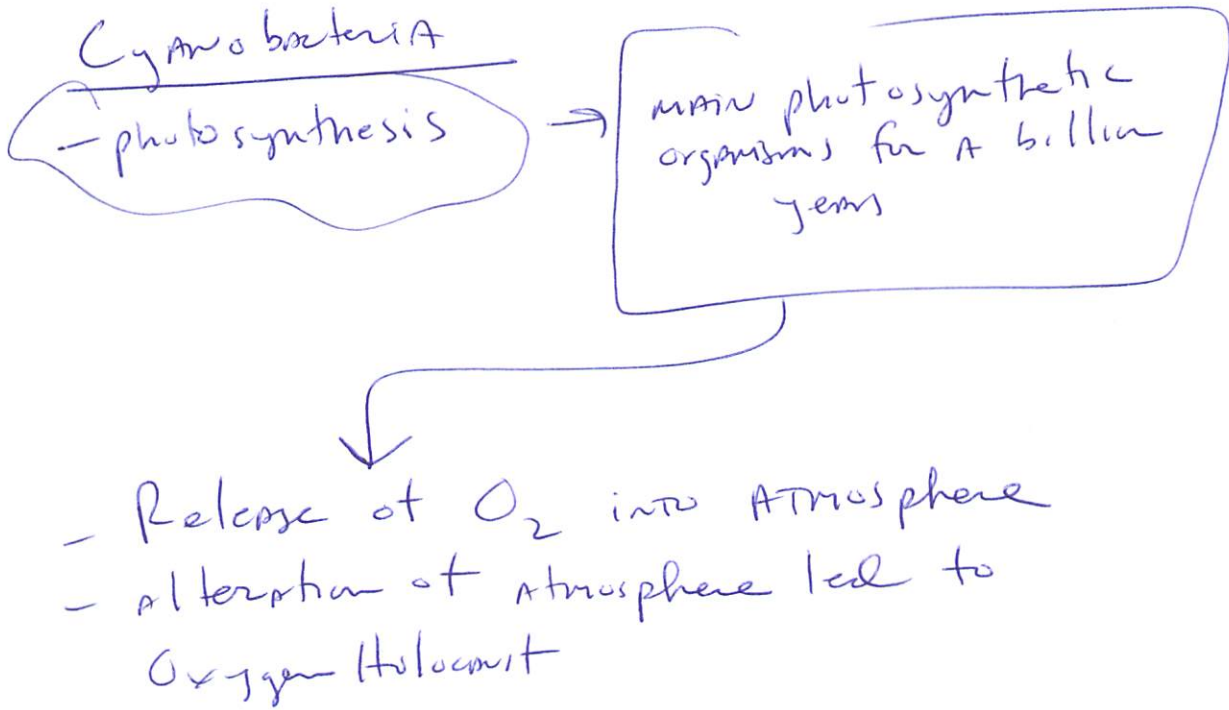 Cyanobacteria
- photosynthesis →
main photosynthetic
organisms for a billion
years
- Release of O₂ into Atmosphere
- alteration of atmosphere led to
Oxygen Holocaust